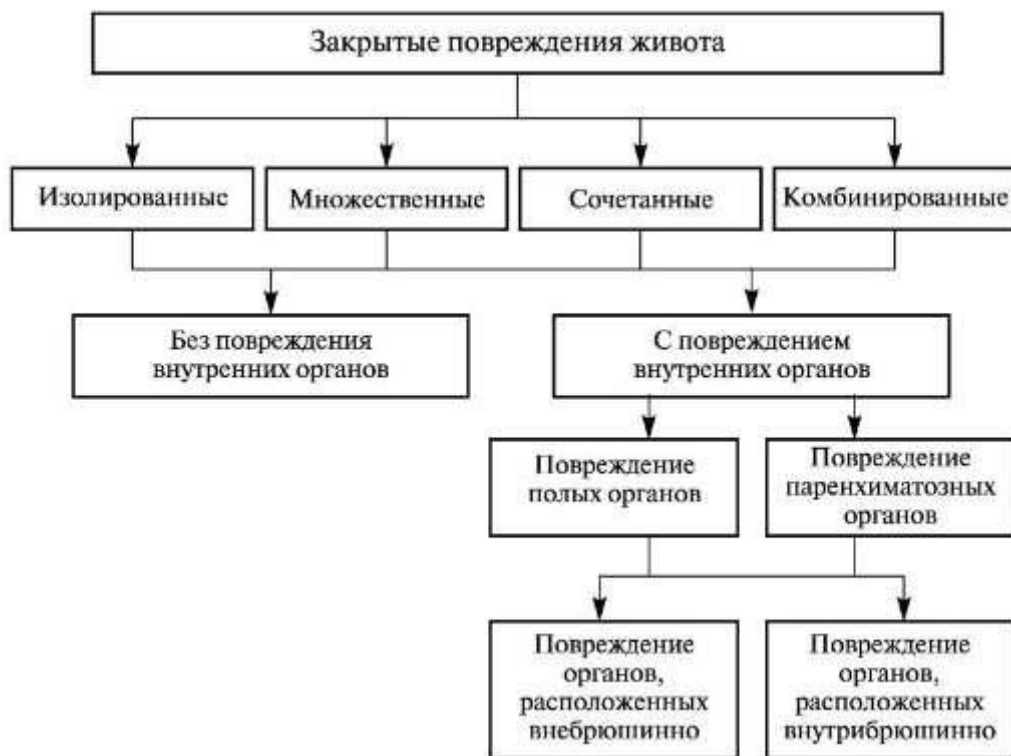 Закрытые повреждения живота
Изолированные
Множественные
Сочетанные
Комбинированные
Без повреждения
внутренних органов
С повреждением
внутренних органов
Повреждение
полых органов
Повреждение
паренхиматозных
органов
Повреждение
органов,
расположенных
внебрюшинно
Повреждение
органов,
расположенных
внутрибрюшинно